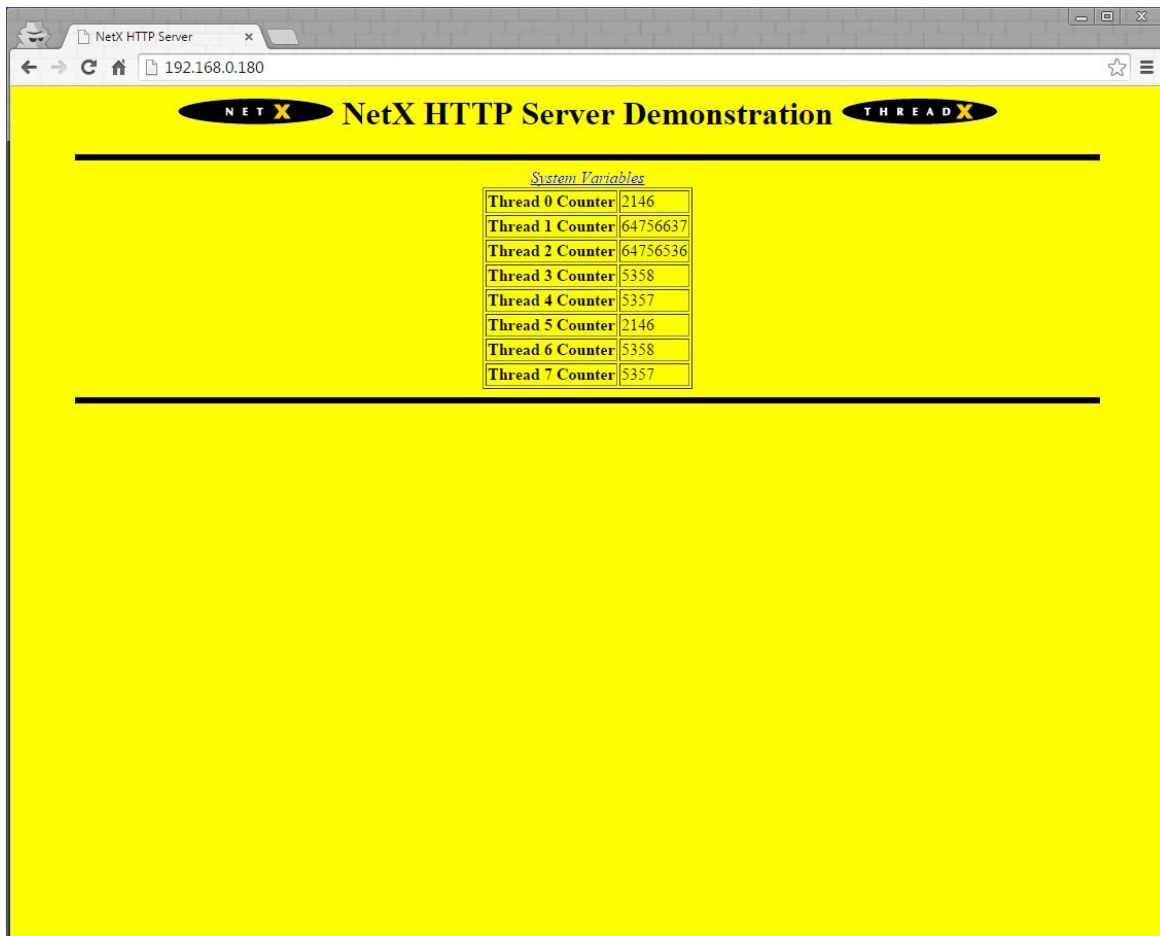 NetX HTTP Server
192.168.0.180
NETX NetX HTTP Server Demonstration THREADX
System Variables
Thread 0 Counter 2146
Thread 1 Counter 64756637
Thread 2 Counter 64756536
Thread 3 Counter 5358
Thread 4 Counter 5357
Thread 5 Counter 2146
Thread 6 Counter 5358
Thread 7 Counter 5357